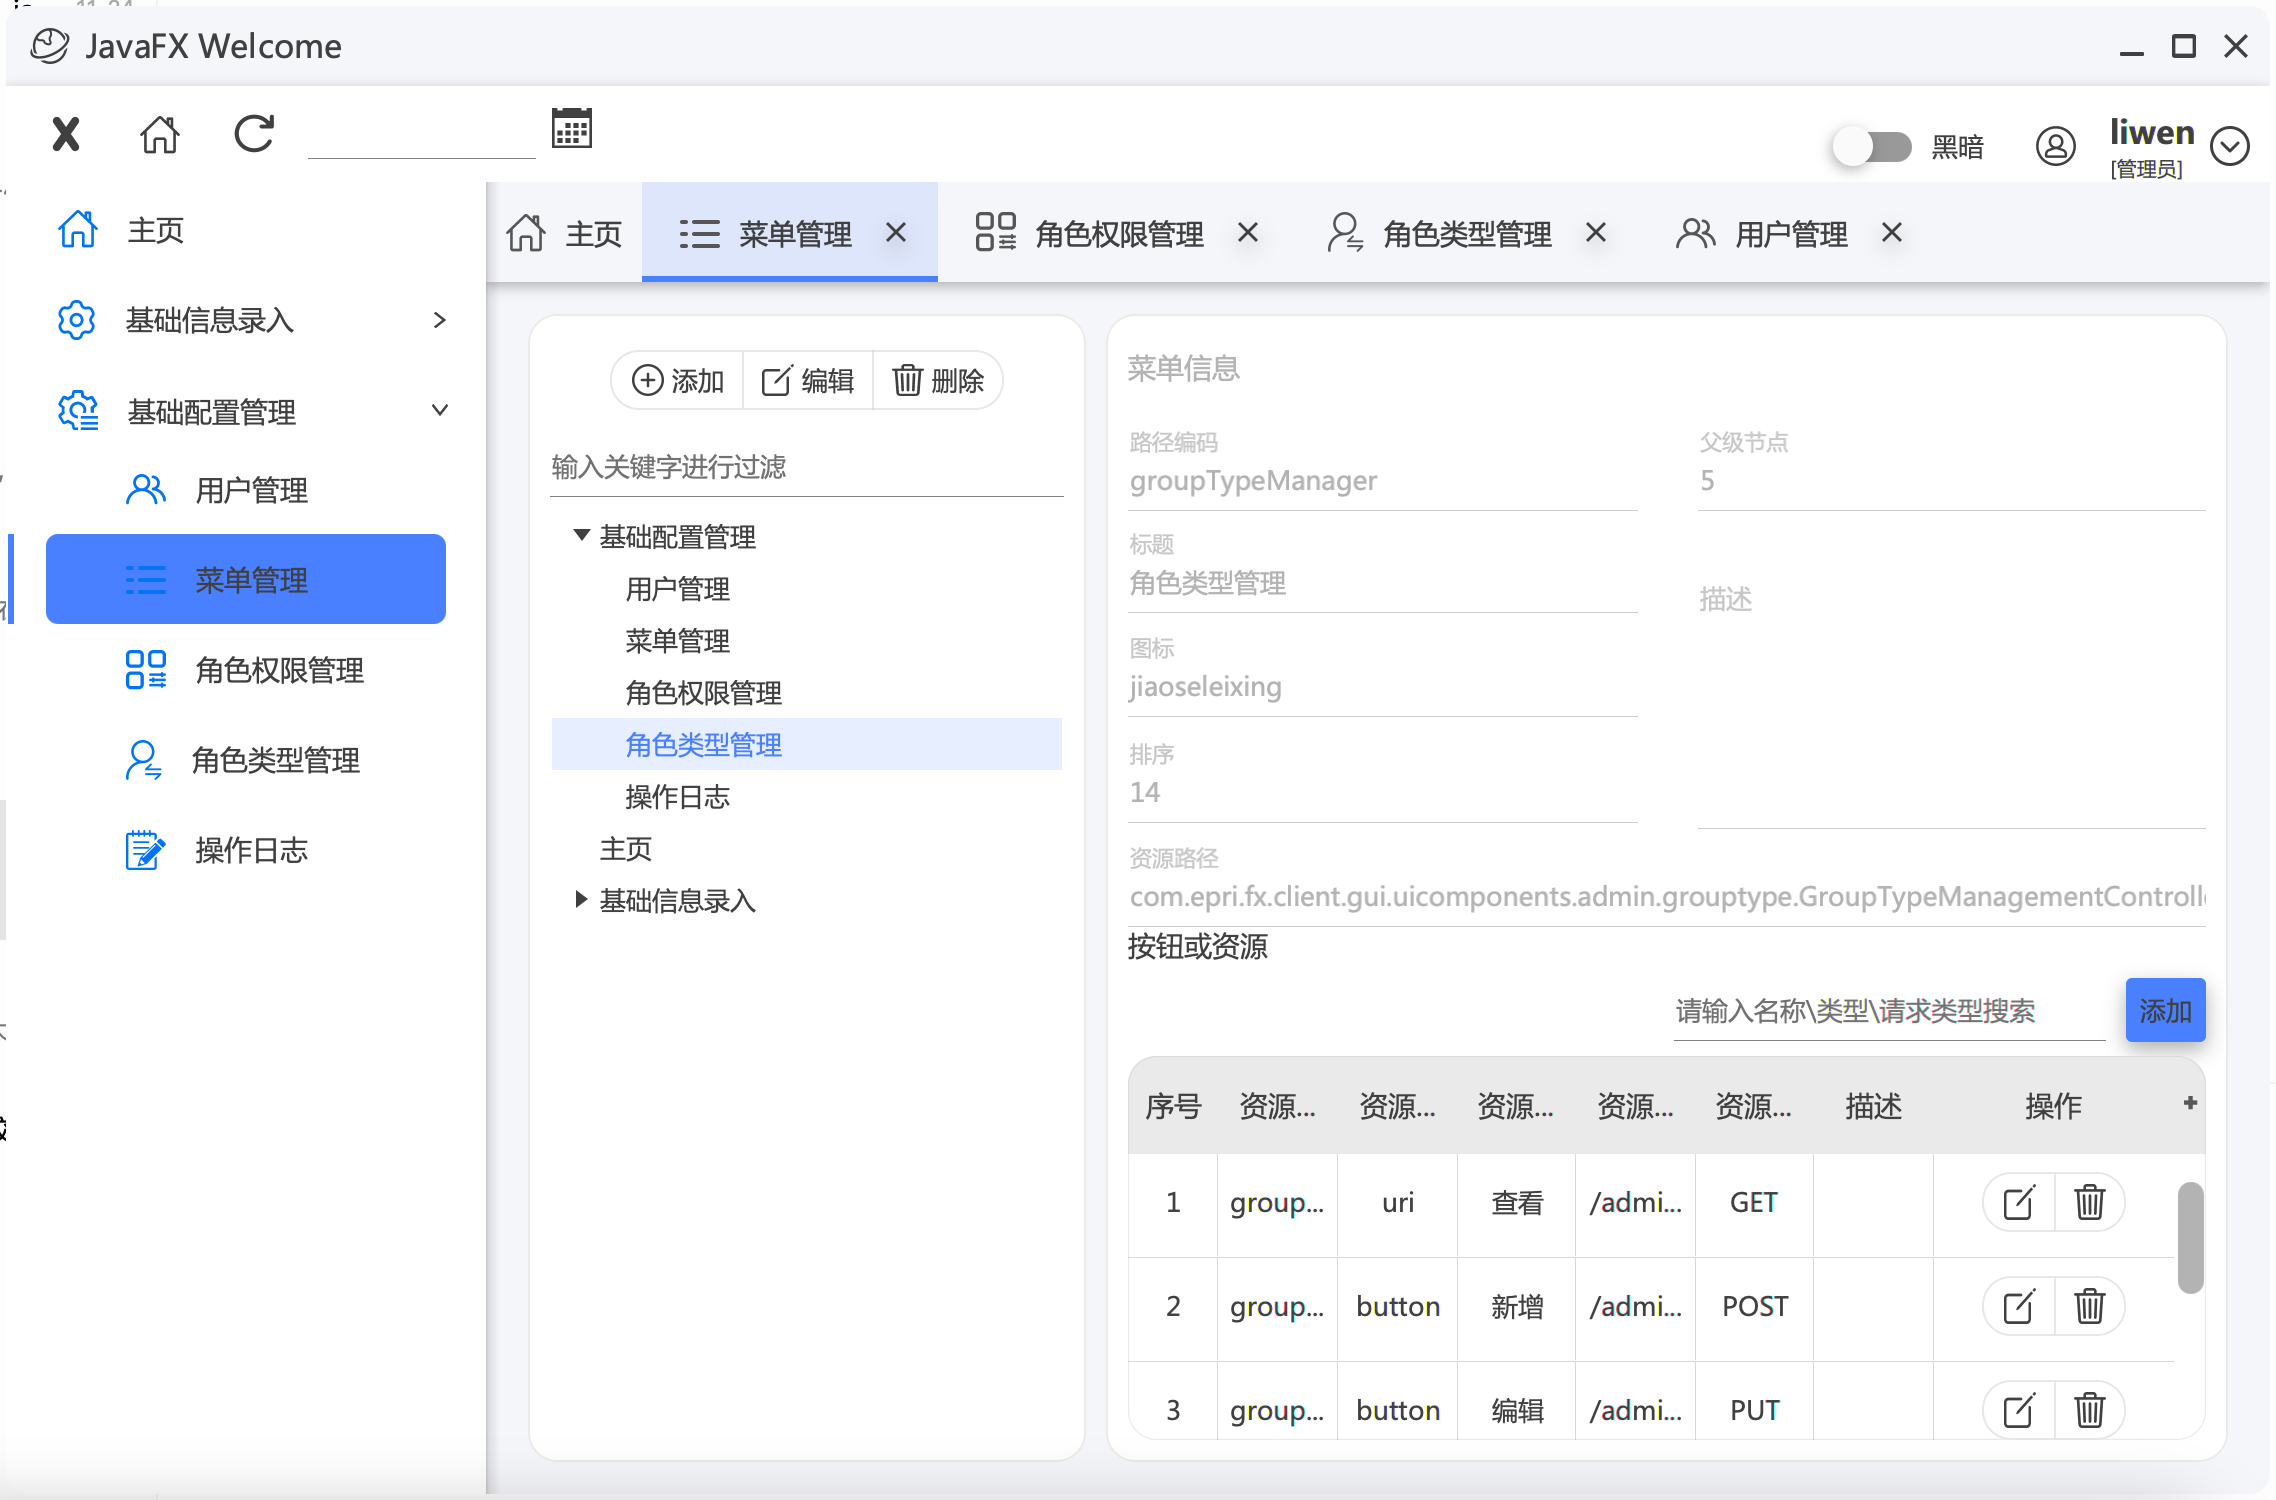 JavaFX Welcome
黑暗
liwen
[管理员]
主页
基础信息录入
基础配置管理
用户管理
菜单管理
角色权限管理
角色类型管理
操作日志
主页
菜单管理
角色权限管理
角色类型管理
用户管理
添加
编辑
删除
输入关键字进行过滤
基础配置管理
用户管理
菜单管理
角色权限管理
角色类型管理
操作日志
主页
基础信息录入
菜单信息
路径编码
groupTypeManager
父级节点
5
标题
角色类型管理
描述
图标
jiaoseleixing
排序
14
资源路径
com.epri.fx.client.gui.uicomponents.admin.grouptype.GroupTypeManagementControll
按钮或资源
请输入名称\类型\请求类型搜索
添加
序号 资源... 资源... 资源... 资源... 资源... 描述 操作 +
1 group... uri 查看 /admi... GET
2 group... button 新增 /admi... POST
3 group... button 编辑 /admi... PUT